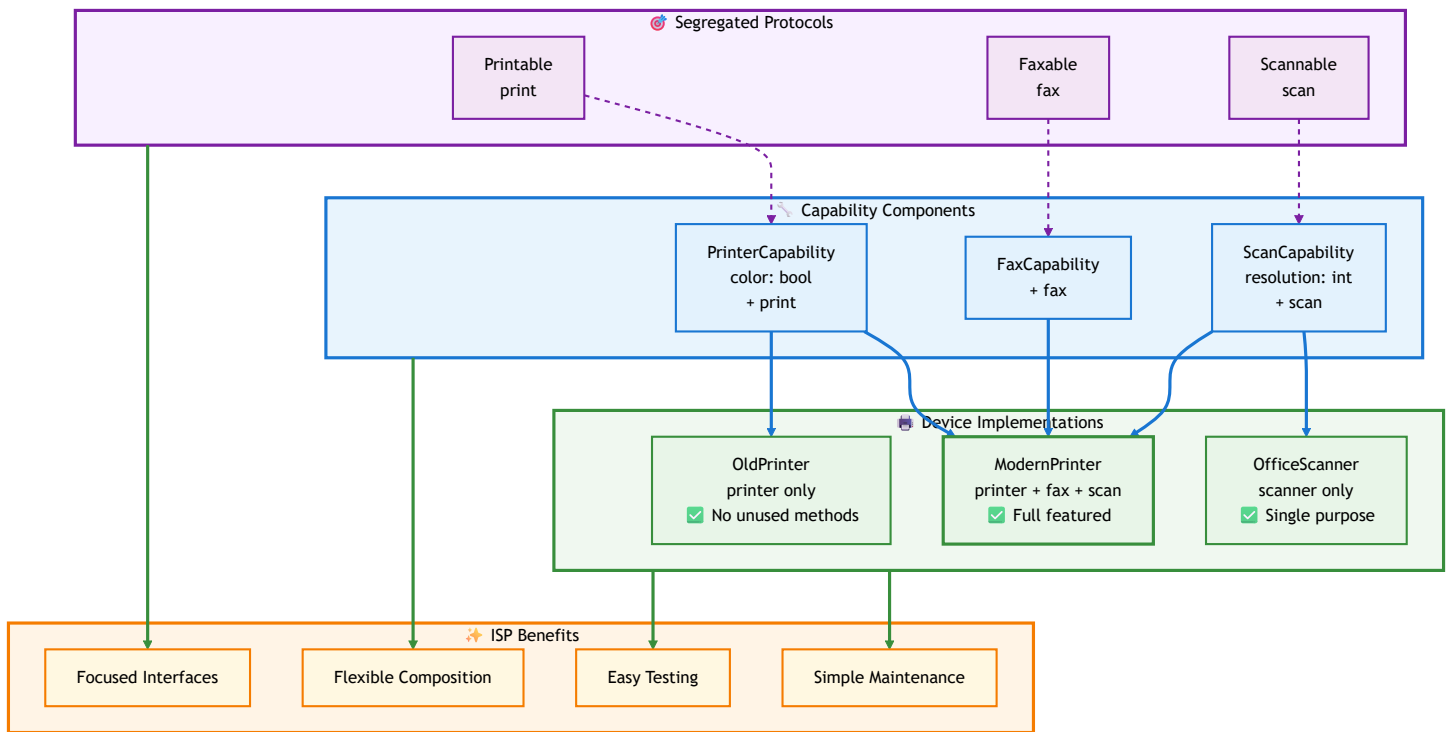 🎯 Segregated Protocols
Printable
print
Faxable
fax
Scannable
scan
🔧 Capability Components
PrinterCapability
color: bool
+ print
FaxCapability
+ fax
ScanCapability
resolution: int
+ scan
🖨️ Device Implementations
OldPrinter
printer only
✅ No unused methods
ModernPrinter
printer + fax + scan
✅ Full featured
OfficeScanner
scanner only
✅ Single purpose
✨ ISP Benefits
Focused Interfaces
Flexible Composition
Easy Testing
Simple Maintenance